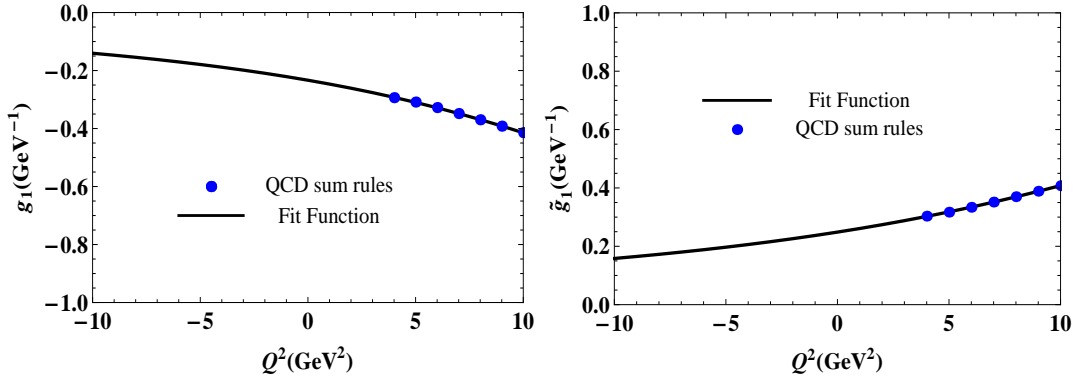 0.0
−0.2
−0.4
−0.6
−0.8
−1.0
g₁(GeV⁻¹)
QCD sum rules
Fit Function
−10 −5 0 5 10
Q²(GeV²)
1.0
0.8
0.6
0.4
0.2
0.0
g̃₁(GeV⁻¹)
Fit Function
QCD sum rules
−10 −5 0 5 10
Q²(GeV²)